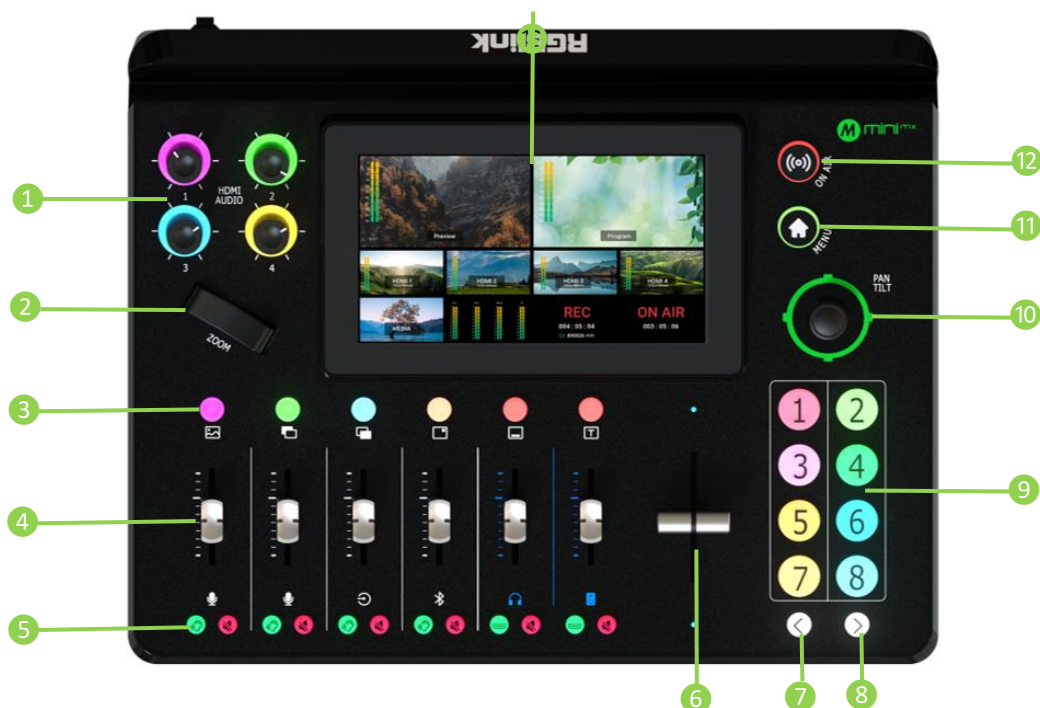 13
RGBlink
mini mx
1
2
HDMI
AUDIO
3
4
Preview
Program
HDMI 1
HDMI 2
HDMI 3
HDMI 4
MEDIA
REC
ON AIR
004 : 05 : 04
003 : 05 : 06
ON AIR
MENU
PAN
TILT
ZOOM
T
1
2
3
4
5
6
7
8
1
2
3
4
5
6
7
8
9
10
11
12